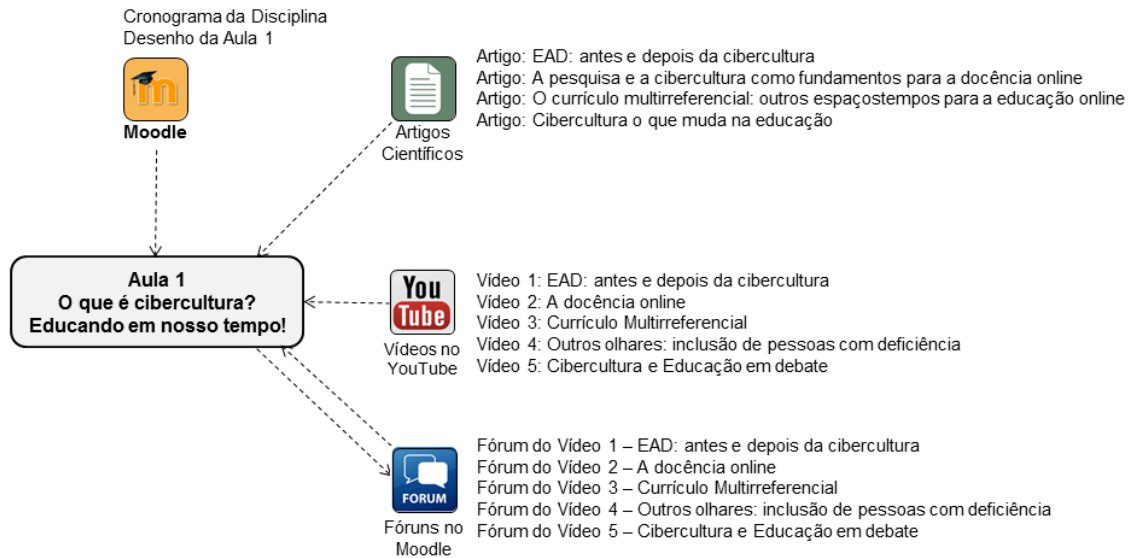 Cronograma da Disciplina
Desenho da Aula 1
m
Moodle
Artigos
Científicos
Artigo: EAD: antes e depois da cibercultura
Artigo: A pesquisa e a cibercultura como fundamentos para a docência online
Artigo: O currículo multirreferencial: outros espaçostempos para a educação online
Artigo: Cibercultura o que muda na educação
Aula 1
O que é cibercultura?
Educando em nosso tempo!
You
Tube
Vídeos no
YouTube
Vídeo 1: EAD: antes e depois da cibercultura
Vídeo 2: A docência online
Vídeo 3: Currículo Multirreferencial
Vídeo 4: Outros olhares: inclusão de pessoas com deficiência
Vídeo 5: Cibercultura e Educação em debate
FORUM
Fóruns no
Moodle
Fórum do Vídeo 1 – EAD: antes e depois da cibercultura
Fórum do Vídeo 2 – A docência online
Fórum do Vídeo 3 – Currículo Multirreferencial
Fórum do Vídeo 4 – Outros olhares: inclusão de pessoas com deficiência
Fórum do Vídeo 5 – Cibercultura e Educação em debate